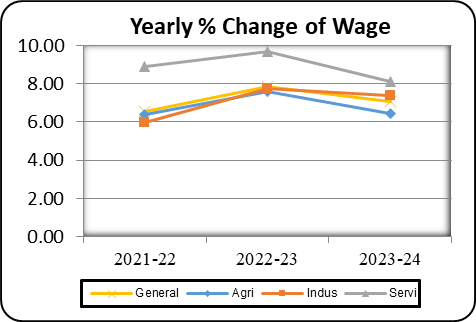 Yearly % Change of Wage
10.00
8.00
6.00
4.00
2.00
0.00
2021-22 2022-23 2023-24
General Agri Indus Servi